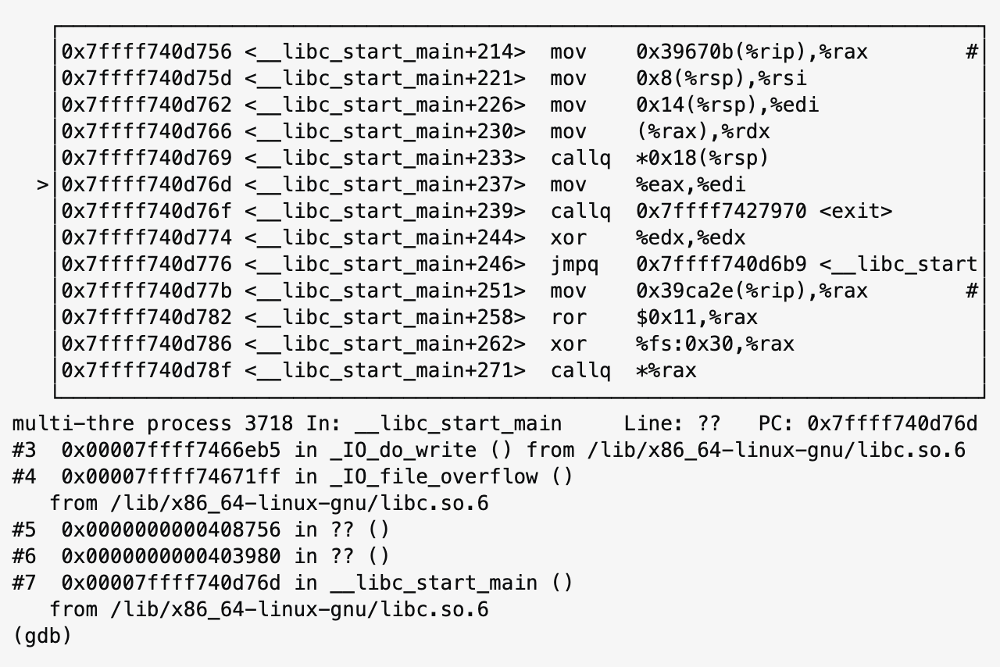 0x7ffff740d756 <__libc_start_main+214>  mov    0x39670b(%rip),%rax        #
0x7ffff740d75d <__libc_start_main+221>  mov    0x8(%rsp),%rsi
0x7ffff740d762 <__libc_start_main+226>  mov    0x14(%rsp),%edi
0x7ffff740d766 <__libc_start_main+230>  mov    (%rax),%rdx
0x7ffff740d769 <__libc_start_main+233>  callq  *0x18(%rsp)
>0x7ffff740d76d <__libc_start_main+237>  mov    %eax,%edi
0x7ffff740d76f <__libc_start_main+239>  callq  0x7ffff7427970 <exit>
0x7ffff740d774 <__libc_start_main+244>  xor    %edx,%edx
0x7ffff740d776 <__libc_start_main+246>  jmpq   0x7ffff740d6b9 <__libc_start
0x7ffff740d77b <__libc_start_main+251>  mov    0x39ca2e(%rip),%rax        #
0x7ffff740d782 <__libc_start_main+258>  ror    $0x11,%rax
0x7ffff740d786 <__libc_start_main+262>  xor    %fs:0x30,%rax
0x7ffff740d78f <__libc_start_main+271>  callq  *%rax
multi-thre process 3718 In: __libc_start_main     Line: ??   PC: 0x7ffff740d76d
#3  0x00007ffff7466eb5 in _IO_do_write () from /lib/x86_64-linux-gnu/libc.so.6
#4  0x00007ffff74671ff in _IO_file_overflow ()
   from /lib/x86_64-linux-gnu/libc.so.6
#5  0x0000000000408756 in ?? ()
#6  0x0000000000403980 in ?? ()
#7  0x00007ffff740d76d in __libc_start_main ()
   from /lib/x86_64-linux-gnu/libc.so.6
(gdb)